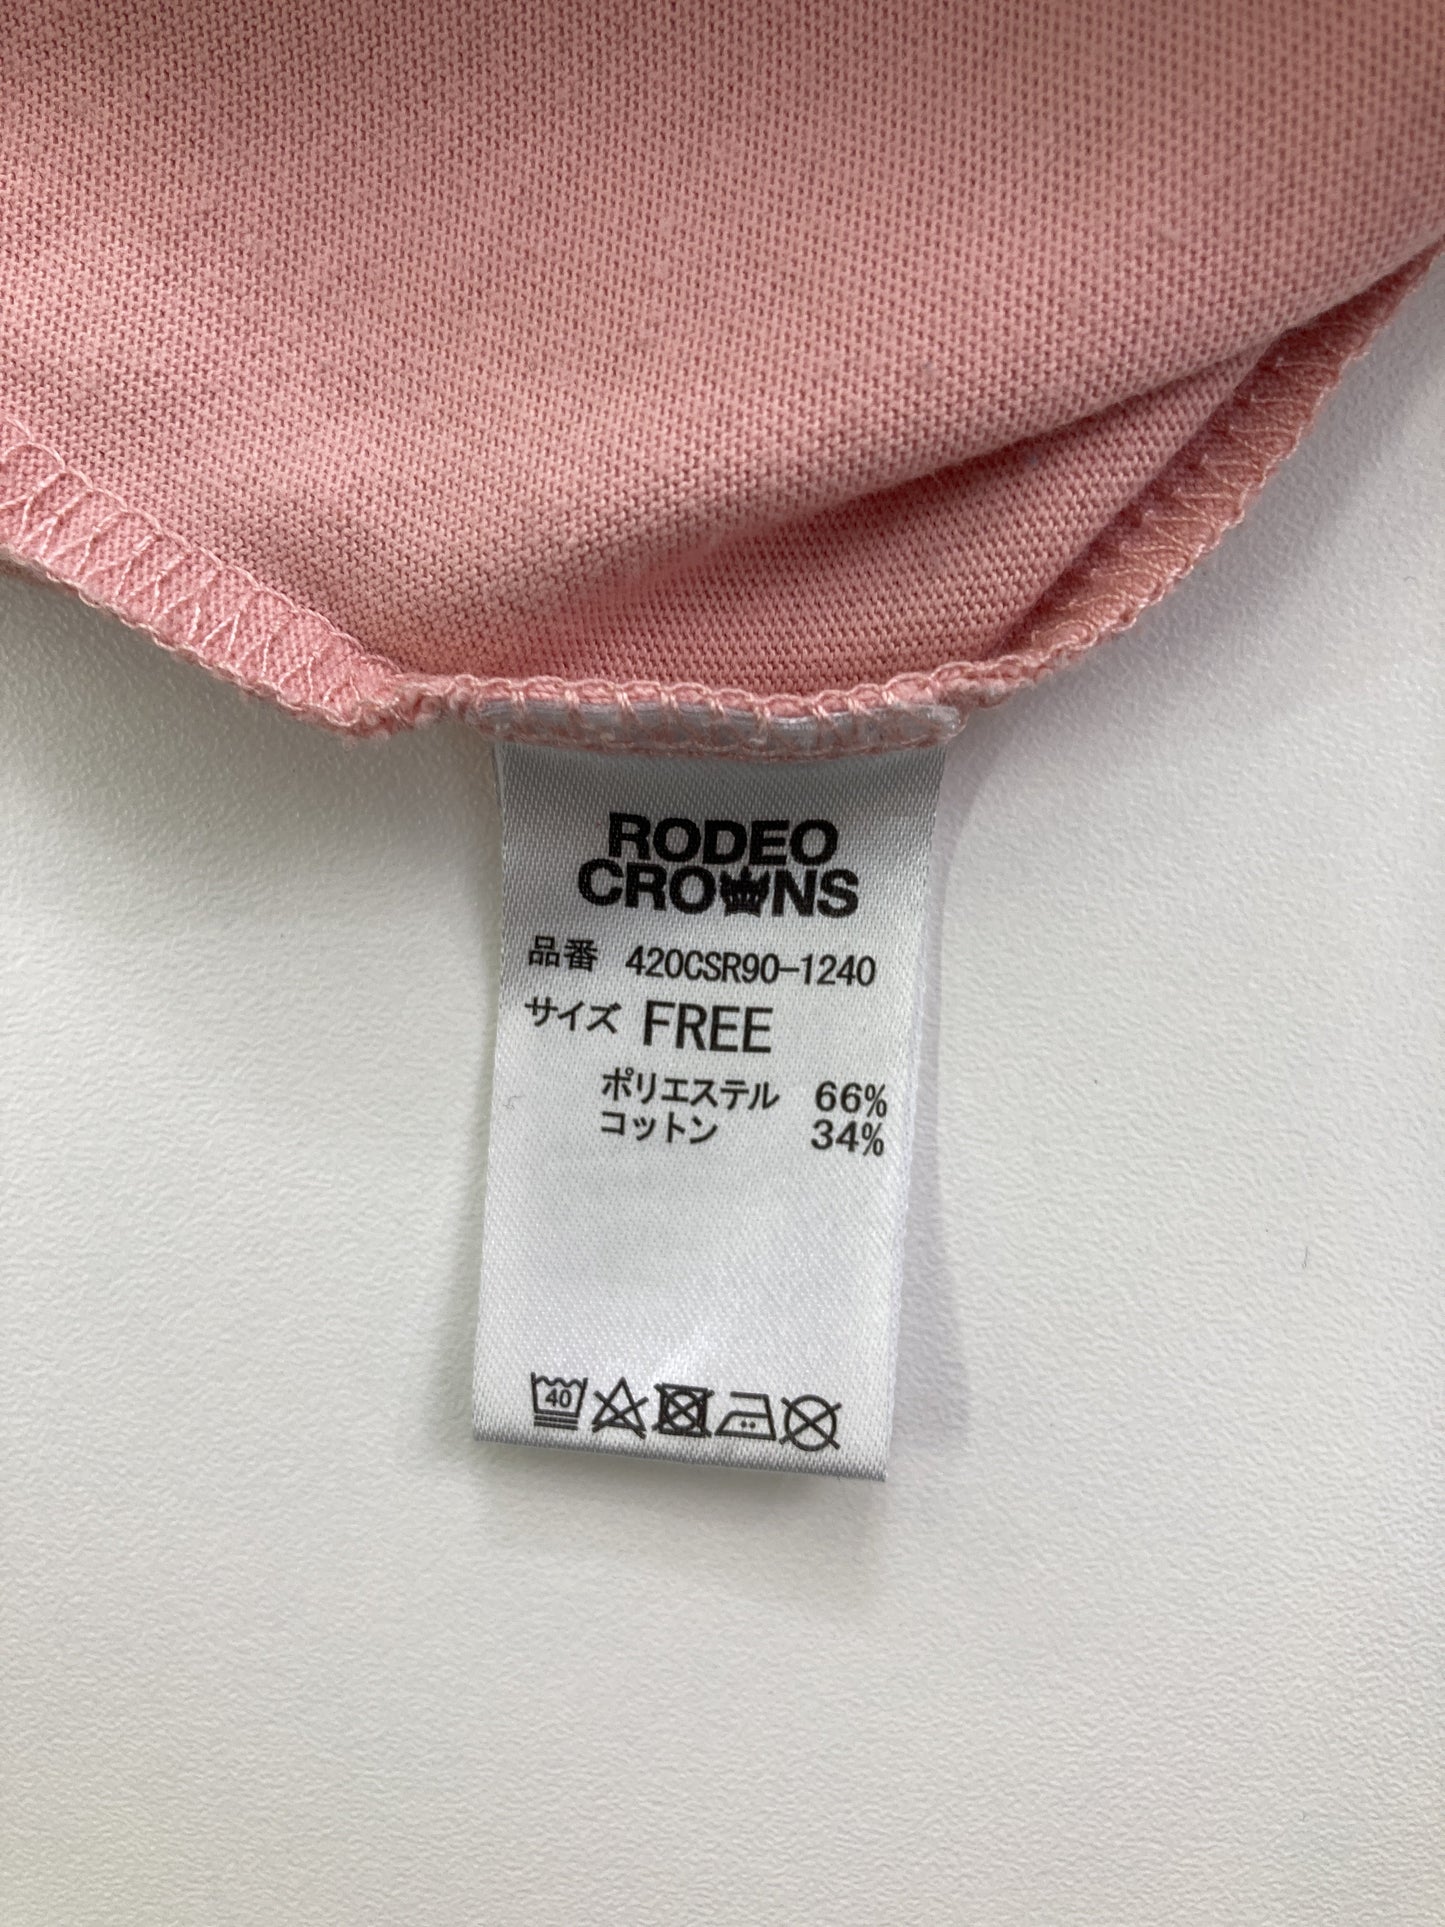 RODEO
CROWNS
品番 420CSR90-1240
サイズ FREE
ポリエステル 66%
コットン 34%
40